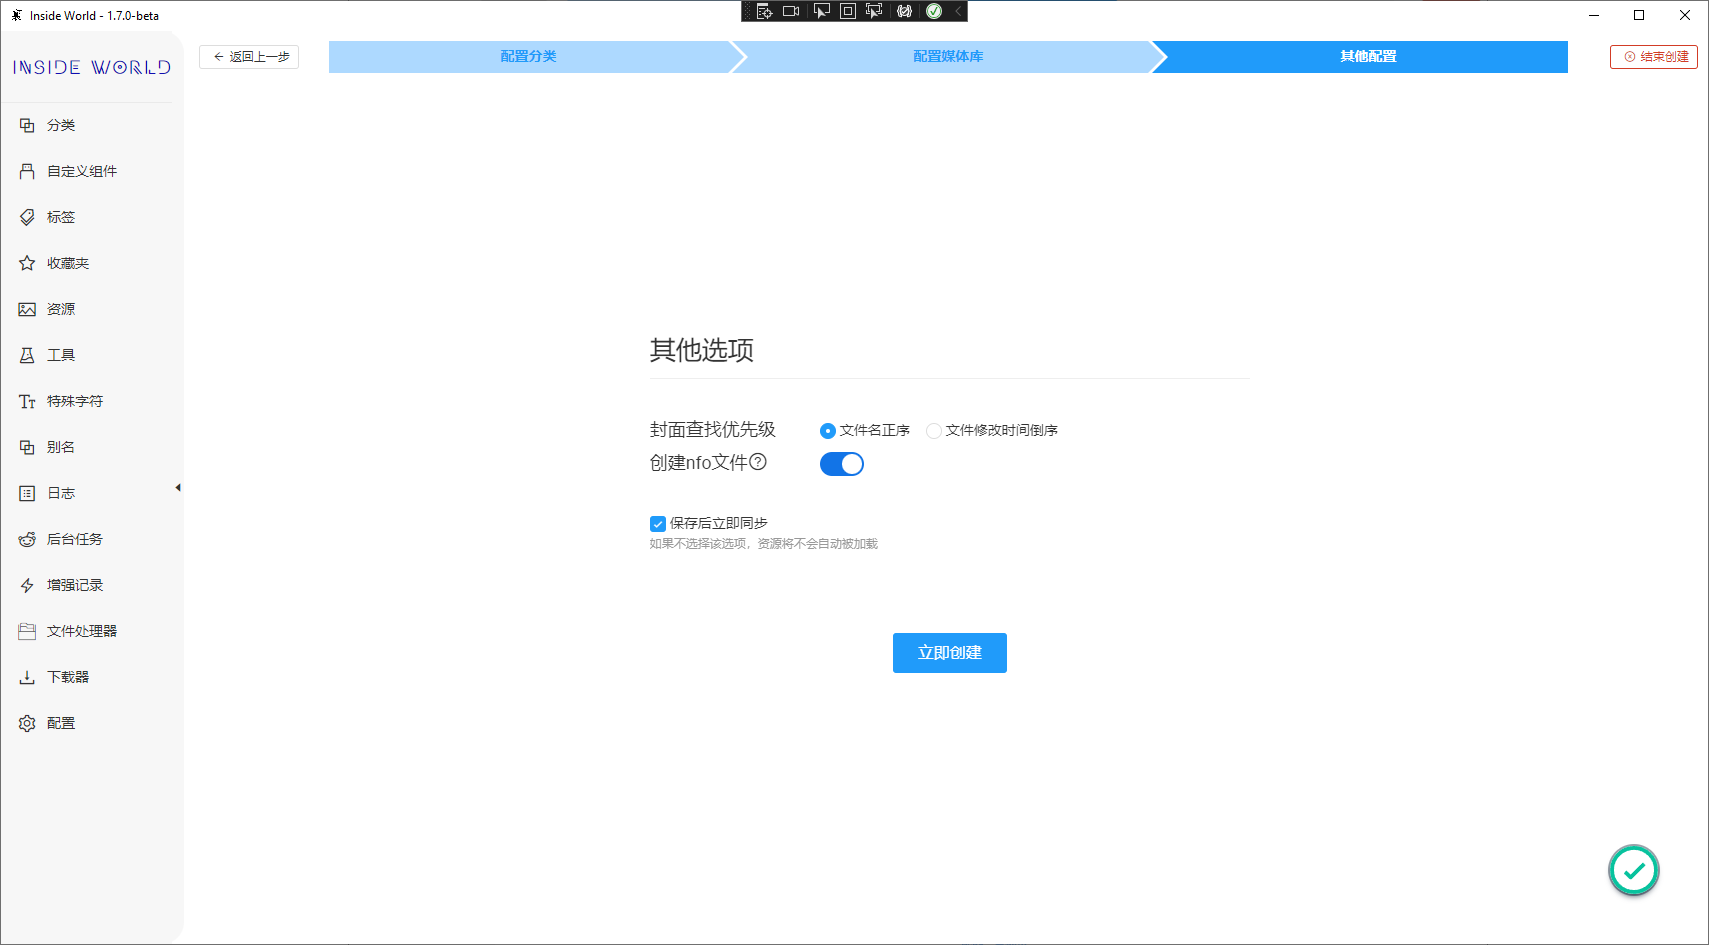 Inside World - 1.7.0-beta
INSIDE WORLD
返回上一步
配置分类
配置媒体库
其他配置
结束创建
分类
自定义组件
标签
收藏夹
资源
工具
特殊字符
别名
日志
后台任务
增强记录
文件处理器
下载器
配置
其他选项
封面查找优先级
文件名正序
文件修改时间倒序
创建nfo文件
保存后立即同步
如果不选择该选项，资源将不会自动被加载
立即创建